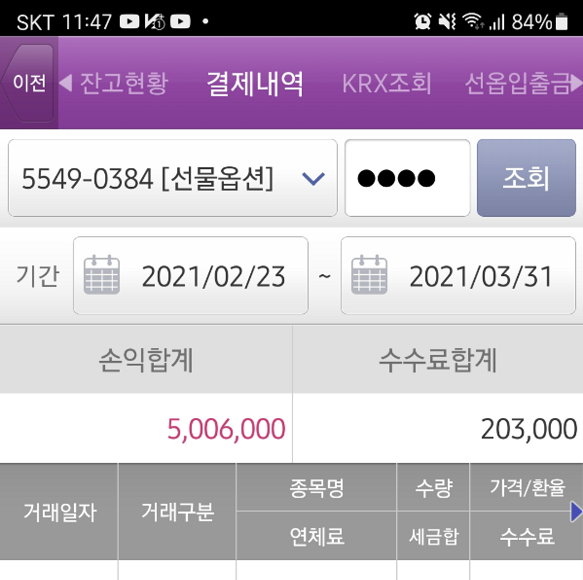 SKT 11:47 84%
이전 잔고현황 결제내역 KRX조회 선옵입출금
5549-0384 [선물옵션] ●●●● 조회
기간 2021/02/23 ~ 2021/03/31
손익합계 수수료합계
5,006,000 203,000
거래일자 거래구분 종목명 수량 가격/환율
연체료 세금합 수수료